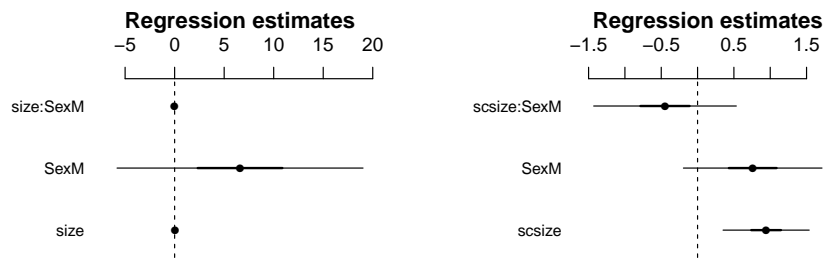 Regression estimates
−5 0 5 10 15 20
size:SexM
SexM
size
Regression estimates
−1.5 −0.5 0.5 1.5
scsize:SexM
SexM
scsize